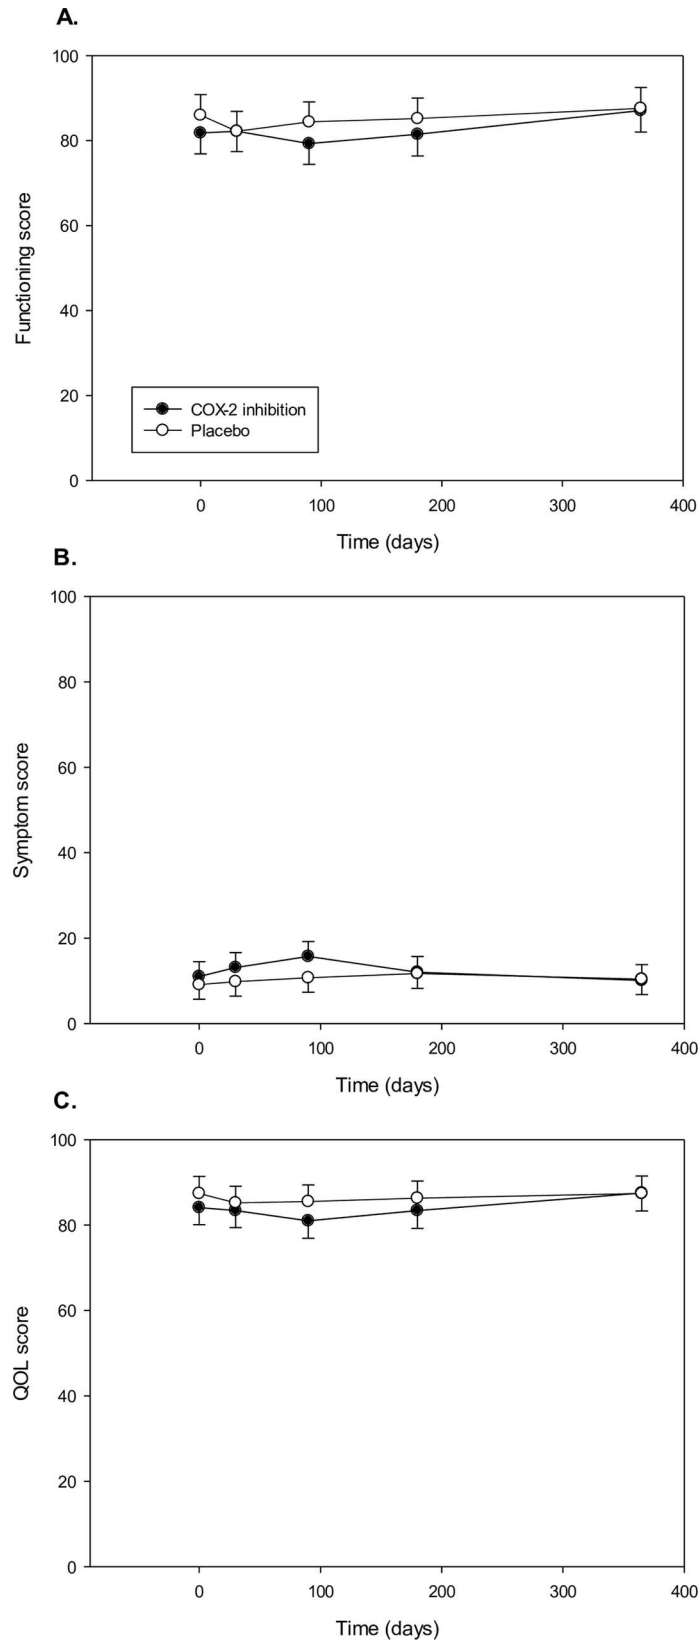 A.
100
80
60
40
20
0
Functioning score
COX-2 inhibition
Placebo
0 100 200 300 400
Time (days)
B.
100
80
60
40
20
0
Symptom score
0 100 200 300 400
Time (days)
C.
100
80
60
40
20
0
QOL score
0 100 200 300 400
Time (days)